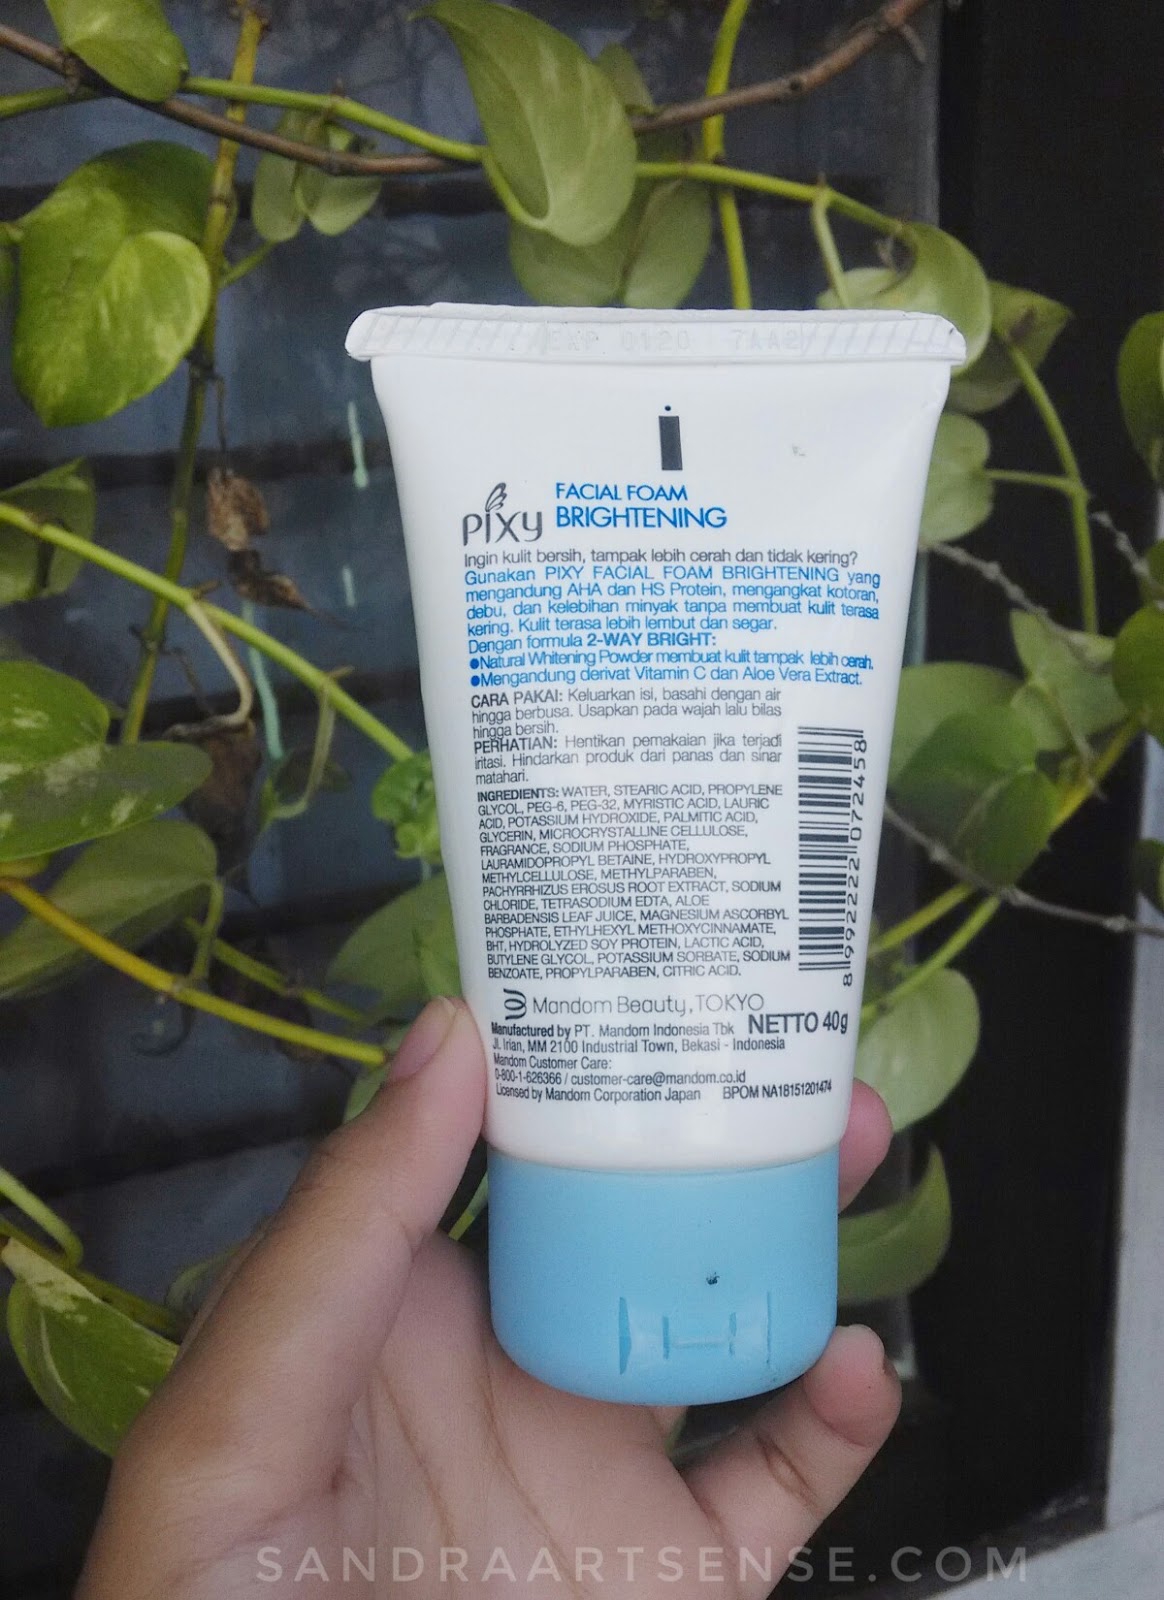 EXP 0120 7AA2
FACIAL FOAM
pixy BRIGHTENING
Ingin kulit bersih, tampak lebih cerah dan tidak kering?
Gunakan PIXY FACIAL FOAM BRIGHTENING yang
mengandung AHA dan HS Protein, mengangkat kotoran,
debu, dan kelebihan minyak tanpa membuat kulit terasa
kering. Kulit terasa lebih lembut dan segar.
Dengan formula 2-WAY BRIGHT:
●Natural Whitening Powder membuat kulit tampak lebih cerah.
●Mengandung derivat Vitamin C dan Aloe Vera Extract.
CARA PAKAI: Keluarkan isi, basahi dengan air
hingga berbusa. Usapkan pada wajah lalu bilas
hingga bersih.
PERHATIAN: Hentikan pemakaian jika terjadi
iritasi. Hindarkan produk dari panas dan sinar
matahari.
INGREDIENTS: WATER, STEARIC ACID, PROPYLENE
GLYCOL, PEG-6, PEG-32, MYRISTIC ACID, LAURIC
ACID, POTASSIUM HYDROXIDE, PALMITIC ACID,
GLYCERIN, MICROCRYSTALLINE CELLULOSE,
FRAGRANCE, SODIUM PHOSPHATE,
LAURAMIDOPROPYL BETAINE, HYDROXYPROPYL
METHYLCELLULOSE, METHYLPARABEN,
PACHYRRHIZUS EROSUS ROOT EXTRACT, SODIUM
CHLORIDE, TETRASODIUM EDTA, ALOE
BARBADENSIS LEAF JUICE, MAGNESIUM ASCORBYL
PHOSPHATE, ETHYLHEXYL METHOXYCINNAMATE,
BHT, HYDROLYZED SOY PROTEIN, LACTIC ACID,
BUTYLENE GLYCOL, POTASSIUM SORBATE, SODIUM
BENZOATE, PROPYLPARABEN, CITRIC ACID.
8 992222 072458
Mandom Beauty, TOKYO
Manufactured by PT. Mandom Indonesia Tbk NETTO 40g
Jl. Irian, MM 2100 Industrial Town, Bekasi - Indonesia
Mandom Customer Care:
0-800-1-626366 / customer-care@mandom.co.id
Licensed by Mandom Corporation Japan BPOM NA18151201474
SANDRAARTSENSE.COM